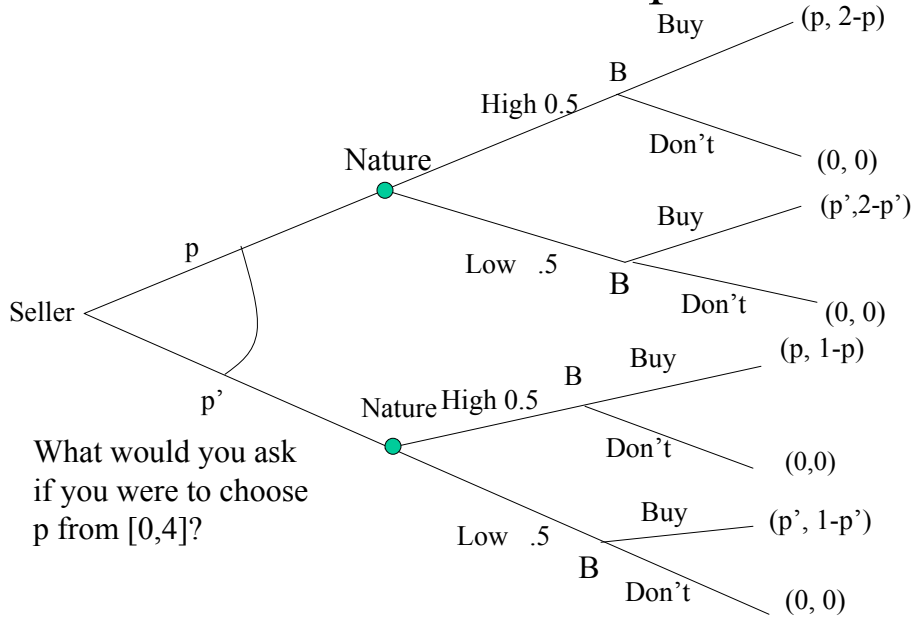 Buy
(p, 2-p)
B
High 0.5
Don’t
Nature
(0, 0)
(p’,2-p’)
Buy
p
Low .5
B
Don’t
Seller
(0, 0)
(p, 1-p)
Buy
B
p’
Nature High 0.5
What would you ask
if you were to choose
p from [0,4]?
Don’t
(0,0)
Buy
(p’, 1-p’)
Low .5
B
Don’t
(0, 0)